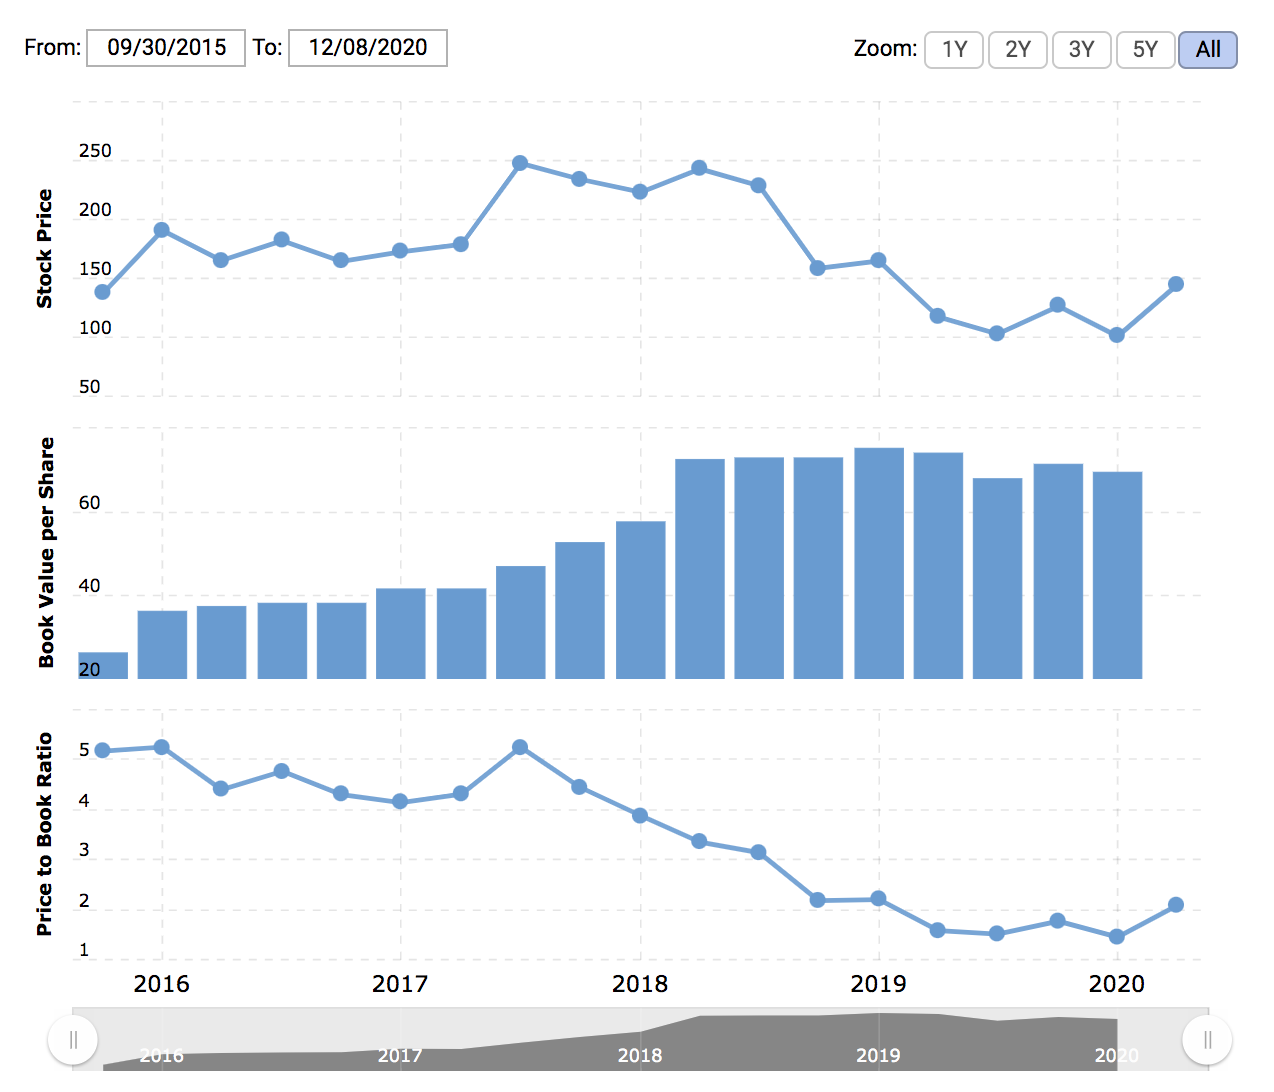 From: 09/30/2015 To: 12/08/2020 Zoom: 1Y 2Y 3Y 5Y All
Stock Price
250
200
150
100
50
Book Value per Share
60
40
20
Price to Book Ratio
5
4
3
2
1
2016 2017 2018 2019 2020
2016 2017 2018 2019 2020